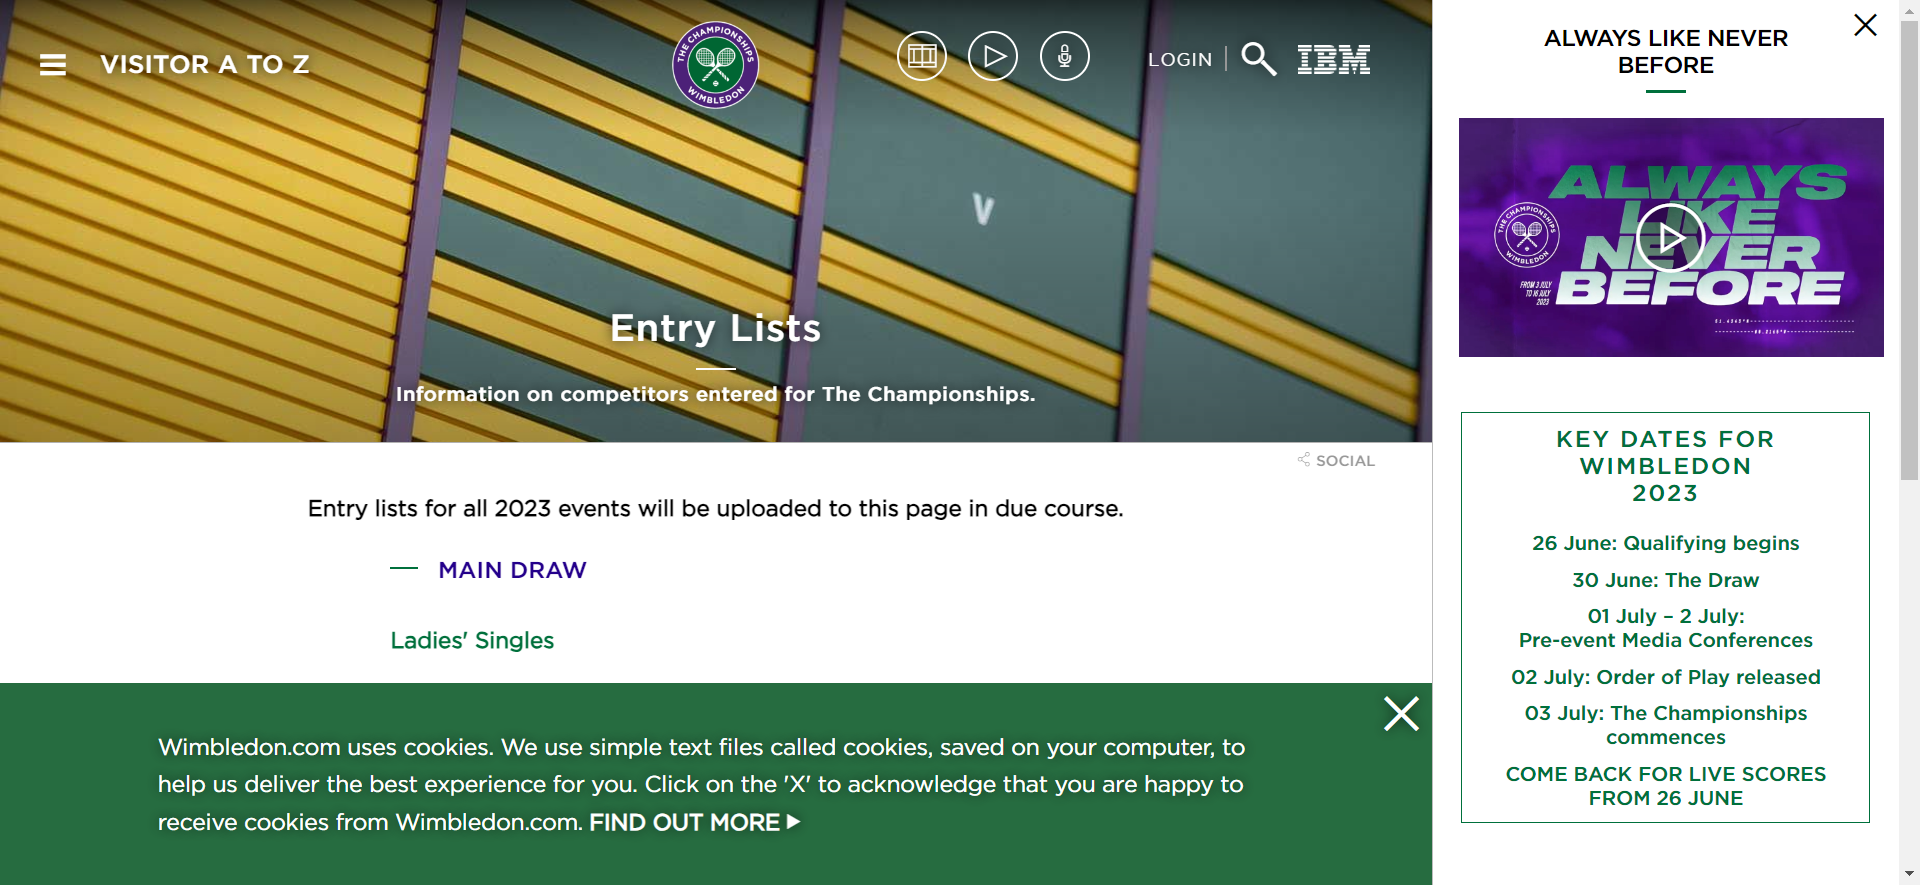 VISITOR A TO Z
THE CHAMPIONSHIPS
WIMBLEDON
LOGIN
IBM
V
Entry Lists
Information on competitors entered for The Championships.
SOCIAL
Entry lists for all 2023 events will be uploaded to this page in due course.
MAIN DRAW
Ladies' Singles
Wimbledon.com uses cookies. We use simple text files called cookies, saved on your computer, to
help us deliver the best experience for you. Click on the 'X' to acknowledge that you are happy to
receive cookies from Wimbledon.com. FIND OUT MORE
ALWAYS LIKE NEVER
BEFORE
ALWAYS
LIKE
NEVER
BEFORE
THE CHAMPIONSHIPS
WIMBLEDON
FROM 3 JULY
TO 16 JULY
2023
KEY DATES FOR
WIMBLEDON
2023
26 June: Qualifying begins
30 June: The Draw
01 July – 2 July:
Pre-event Media Conferences
02 July: Order of Play released
03 July: The Championships
commences
COME BACK FOR LIVE SCORES
FROM 26 JUNE